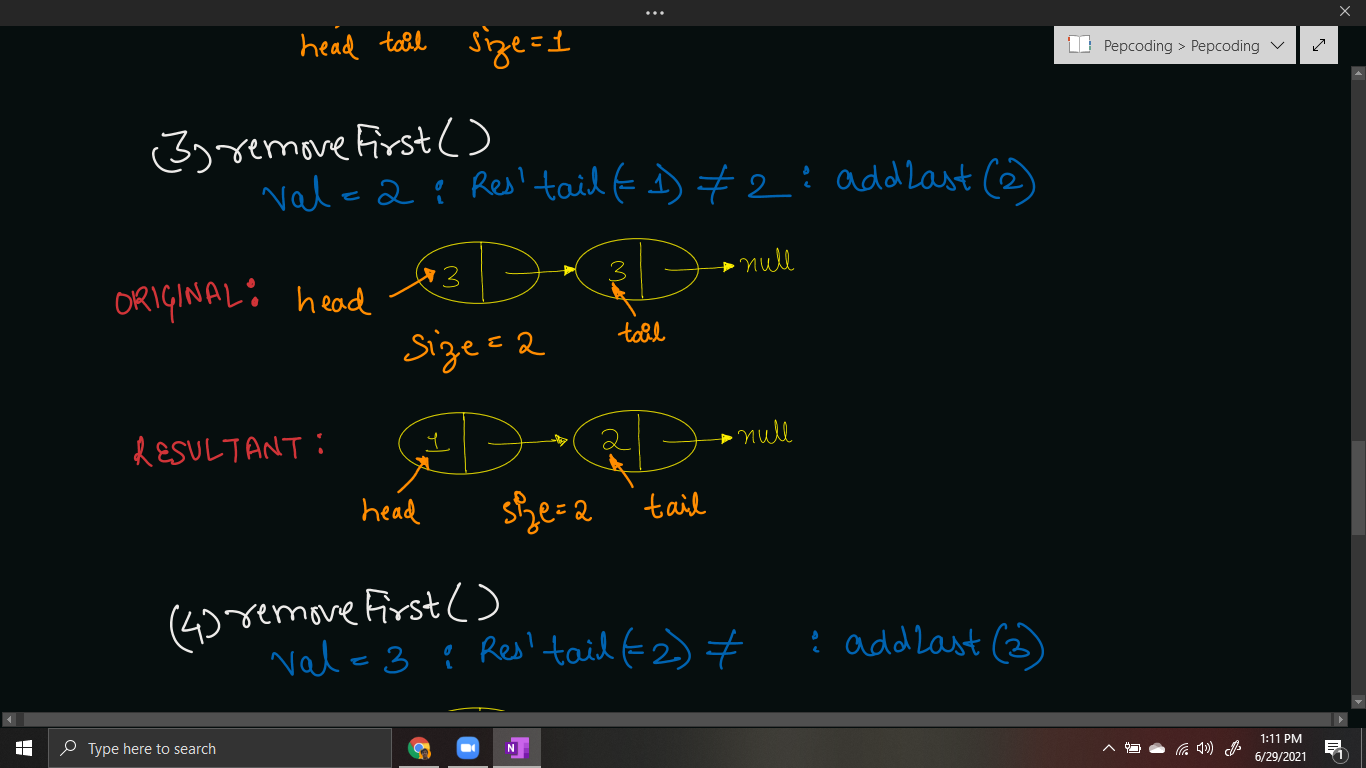 head tail size=1
Pepcoding > Pepcoding
(3) removeFirst()
val = 2 : Res' tail(=1) ≠ 2 : addLast(2)
ORIGINAL: head 3 3 null
size = 2 tail
RESULTANT: 1 2 null
head size=2 tail
(4) removeFirst()
val = 3 : Res' tail(=2) ≠ : addLast(3)
Type here to search
1:11 PM
6/29/2021
1